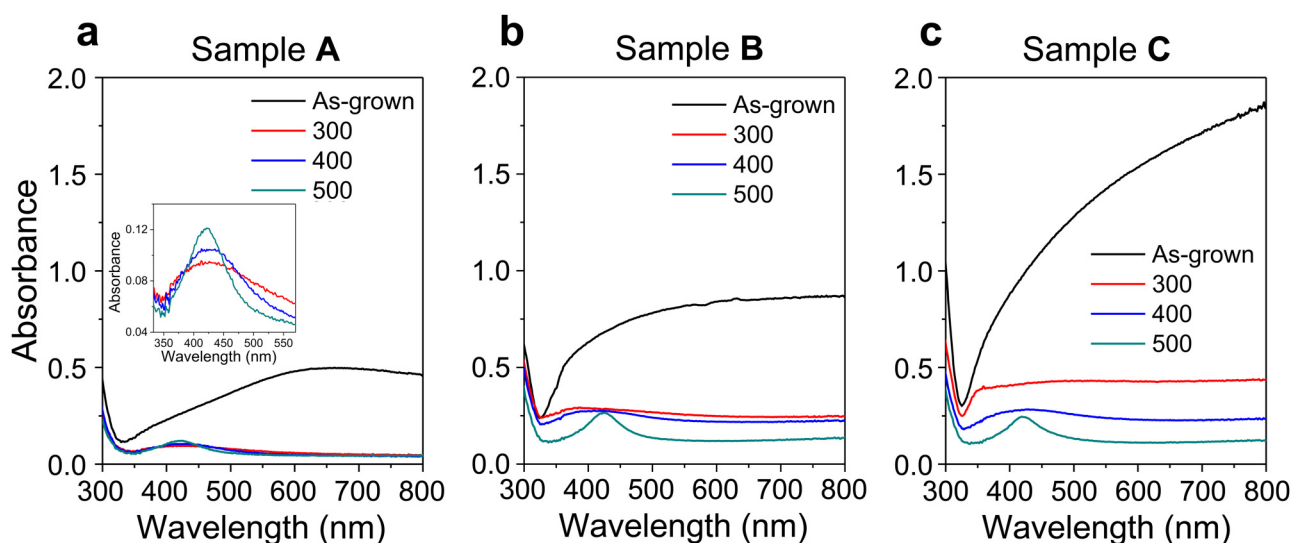 a
Sample A
2.0
1.5
1.0
0.5
0.0
Absorbance
300 400 500 600 700 800
Wavelength (nm)
As-grown
300
400
500
0.12
0.08
0.04
Absorbance
350 400 450 500 550
Wavelength (nm)
b
Sample B
2.0
1.5
1.0
0.5
0.0
300 400 500 600 700 800
Wavelength (nm)
As-grown
300
400
500
c
Sample C
2.0
1.5
1.0
0.5
0.0
300 400 500 600 700 800
Wavelength (nm)
As-grown
300
400
500